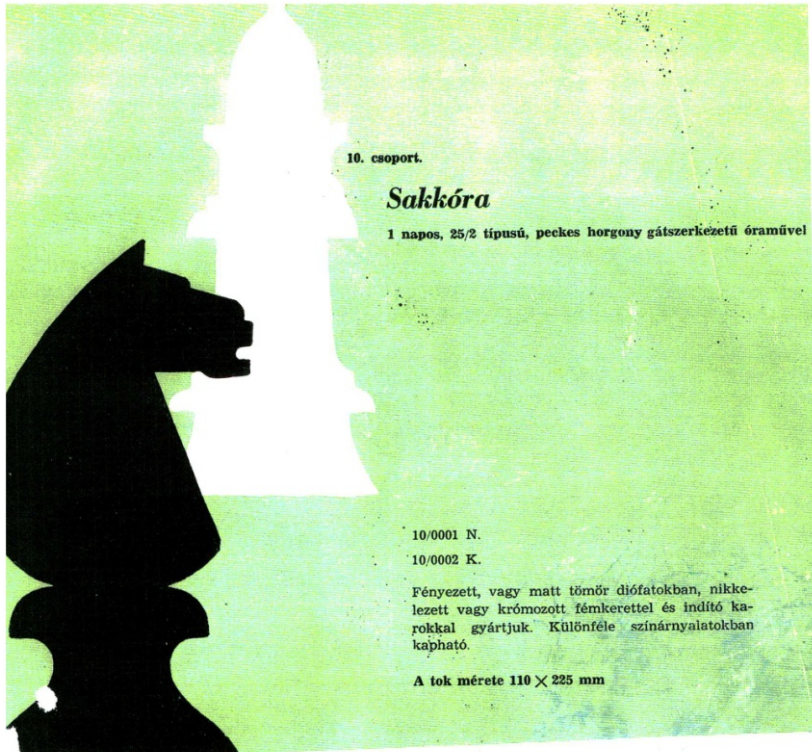 10. csoport.
Sakkóra
1 napos, 25/2 típusú, peckes horgony gátszerkezetű óraművel
10/0001 N.
10/0002 K.
Fényezett, vagy matt tömör diófatokban, nikke-
lezett vagy krómozott fémkerettel és indító ka-
rokkal gyártjuk. Különféle színárnyalatokban
kapható.
A tok mérete 110 × 225 mm